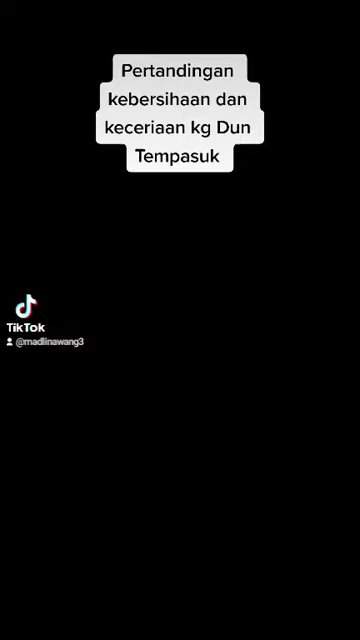 Pertandingan
kebersihaan dan
keceriaan kg Dun
Tempasuk
TikTok
@madlinawang3